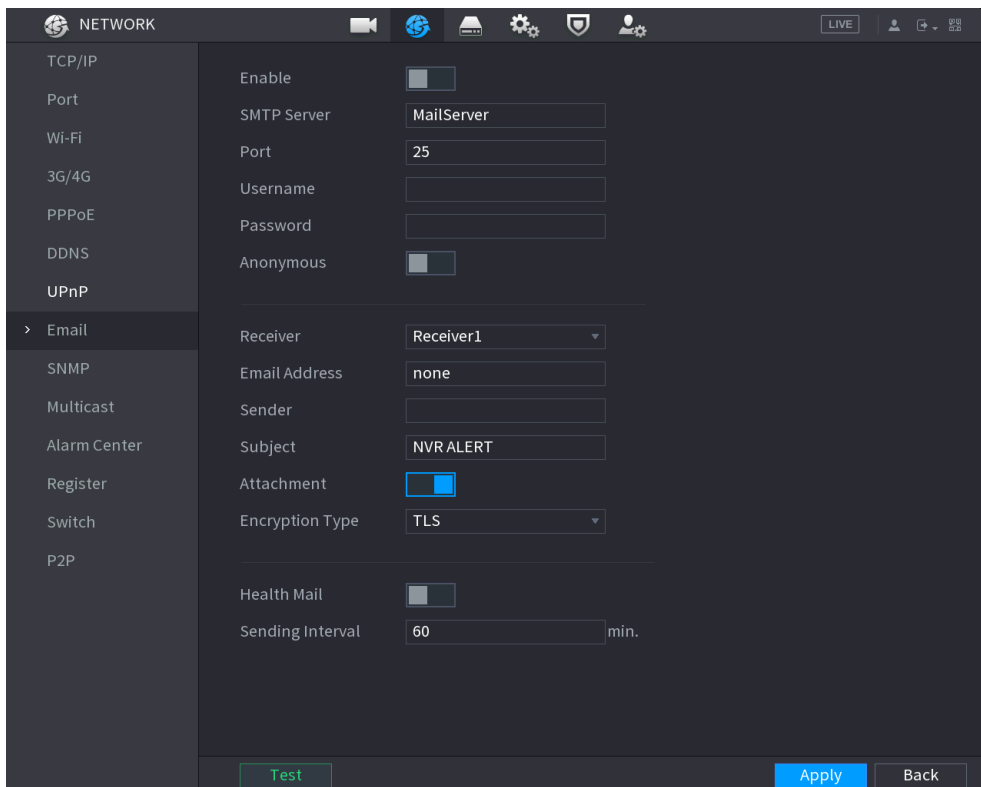 NETWORK
LIVE
TCP/IP
Port
Wi-Fi
3G/4G
PPPoE
DDNS
UPnP
Email
SNMP
Multicast
Alarm Center
Register
Switch
P2P
Enable
SMTP Server MailServer
Port 25
Username
Password
Anonymous
Receiver Receiver1
Email Address none
Sender
Subject NVR ALERT
Attachment
Encryption Type TLS
Health Mail
Sending Interval 60 min.
Test Apply Back